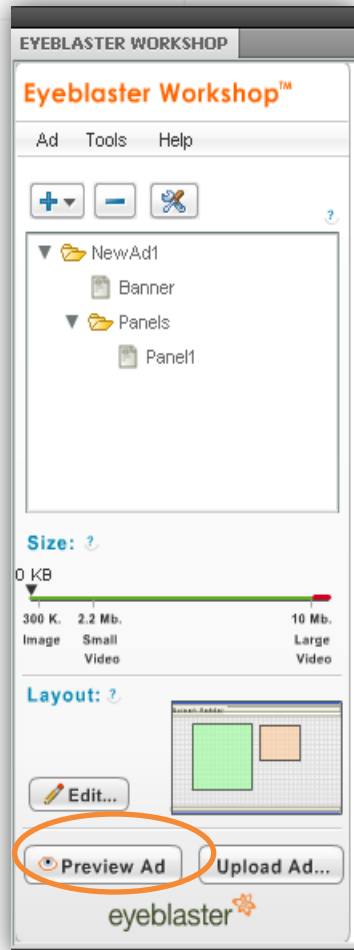 EYEBLASTER WORKSHOP
Eyeblaster Workshop™
Ad Tools Help
?
NewAd1
Banner
Panels
Panel1
Size: ?
0 KB
300 K. 2.2 Mb. 10 Mb.
Image Small Large
Video Video
Layout: ?
Edit...
Preview Ad Upload Ad...
eyeblaster